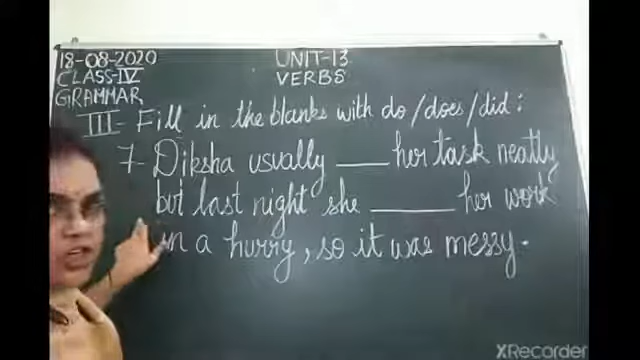 18-08-2020
CLASS-IV
GRAMMAR
UNIT-13
VERBS
III- Fill in the blanks with do/does/did:
7- Diksha usually ____ her task neatly
but last night she ______ her work
in a hurry, so it was messy.
XRecorder